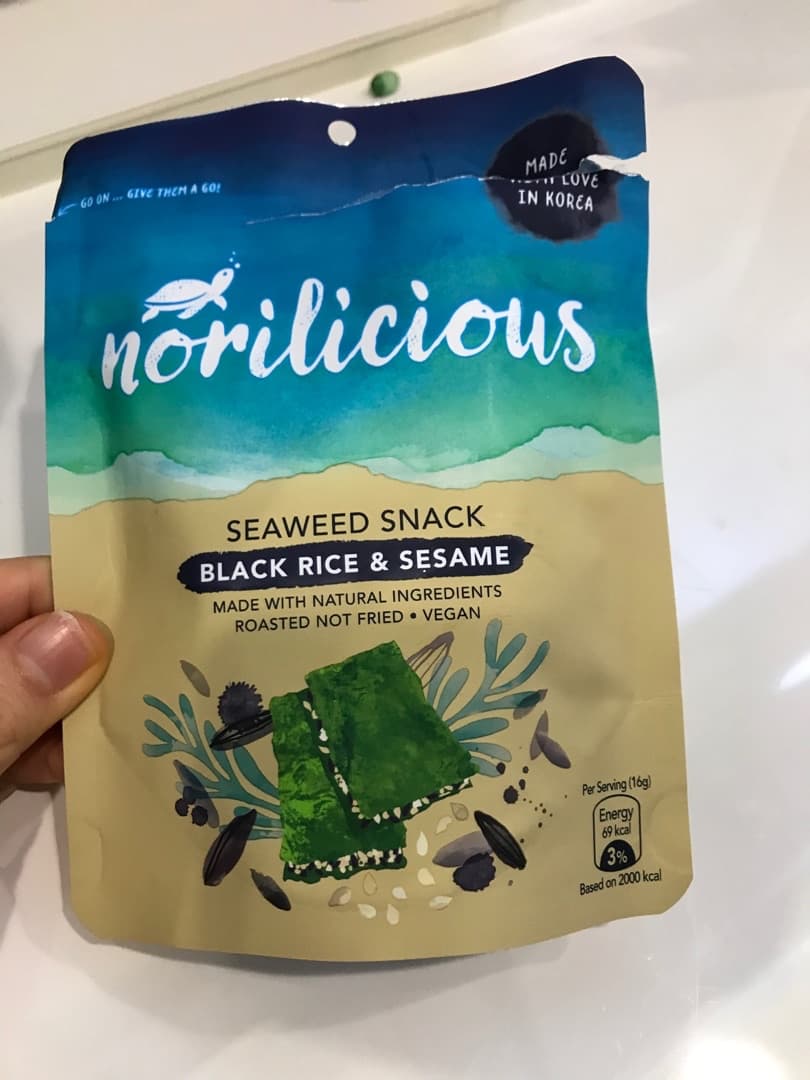 GO ON ... GIVE THEM A GO!
MADE
LOVE
IN KOREA
norilicious
SEAWEED SNACK
BLACK RICE & SESAME
MADE WITH NATURAL INGREDIENTS
ROASTED NOT FRIED • VEGAN
Per Serving (16g)
Energy
69 kcal
3%
Based on 2000 kcal